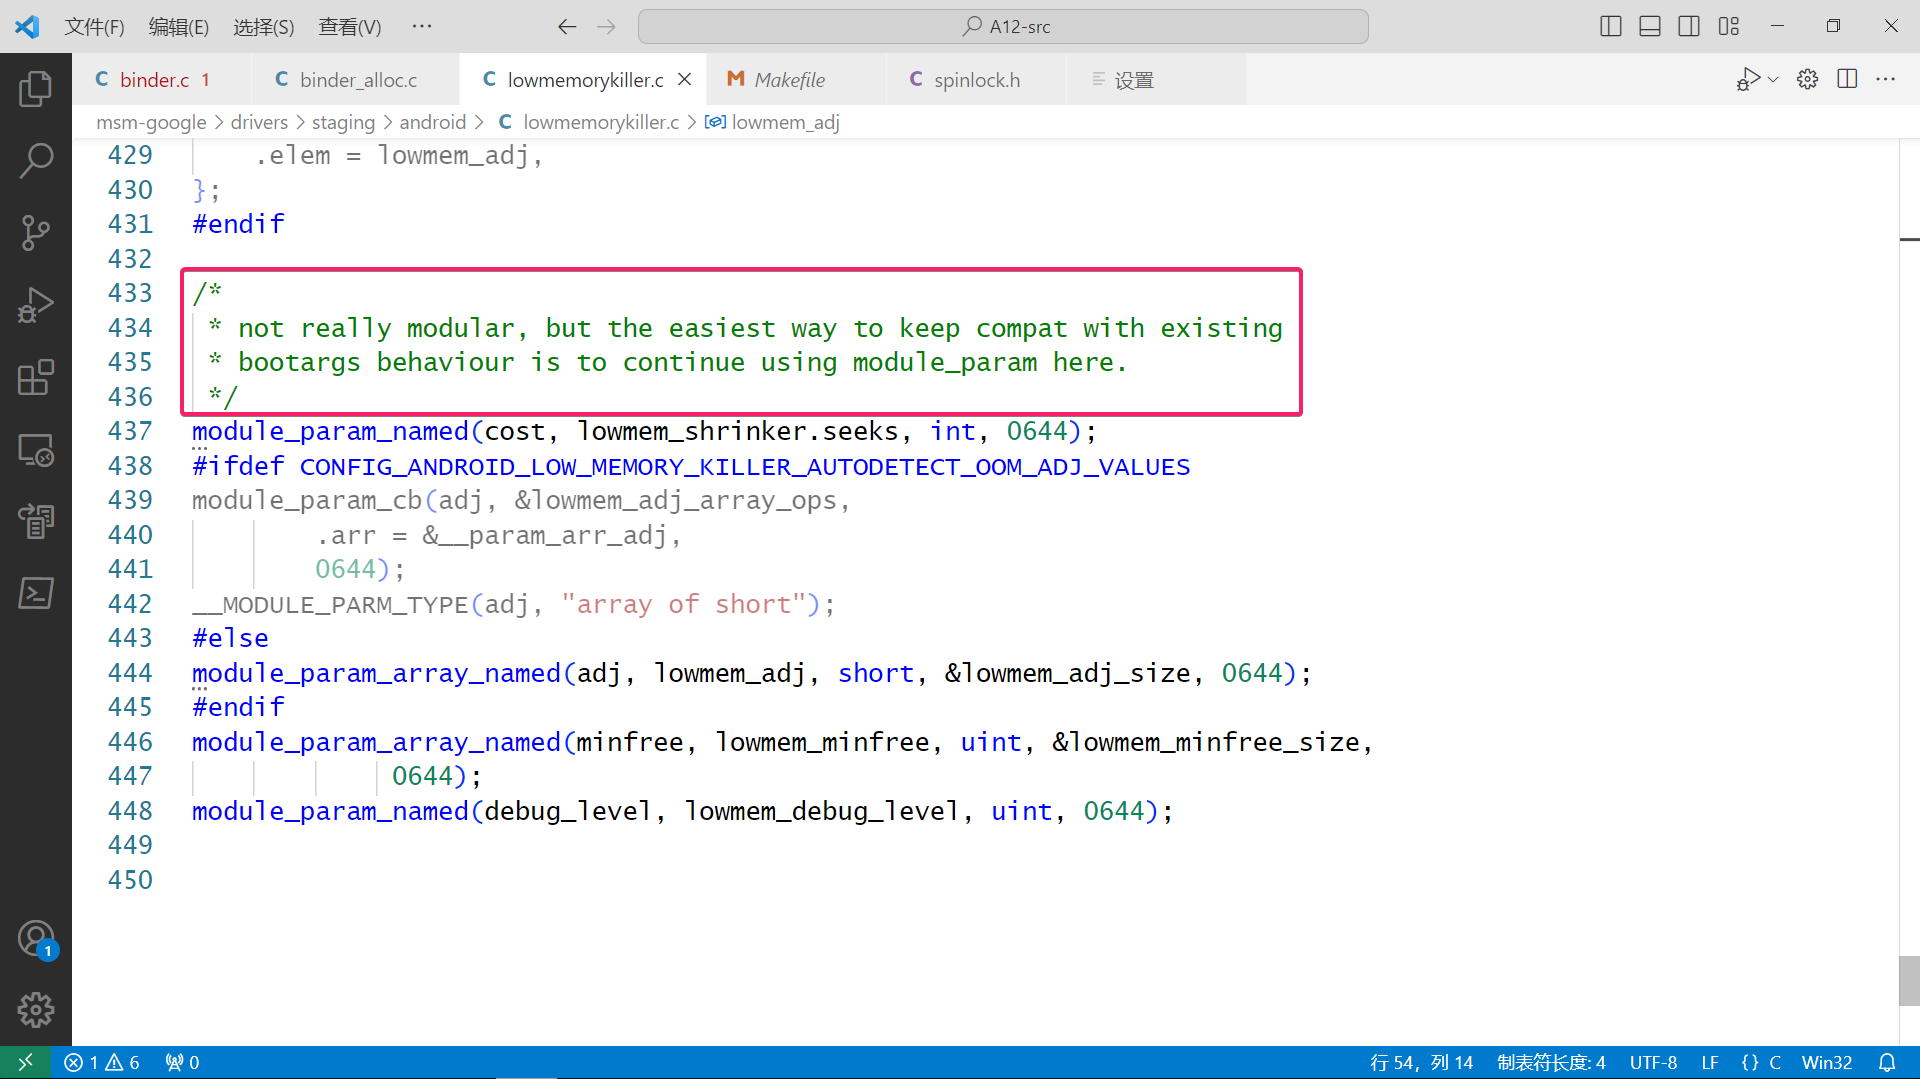 文件(F) 编辑(E) 选择(S) 查看(V) ··· A12-src
binder.c 1 binder_alloc.c lowmemorykiller.c Makefile spinlock.h 设置
msm-google > drivers > staging > android > C lowmemorykiller.c > lowmem_adj
429 .elem = lowmem_adj,
430 };
431 #endif
432
433 /*
434 * not really modular, but the easiest way to keep compat with existing
435 * bootargs behaviour is to continue using module_param here.
436 */
437 module_param_named(cost, lowmem_shrinker.seeks, int, 0644);
438 #ifdef CONFIG_ANDROID_LOW_MEMORY_KILLER_AUTODETECT_OOM_ADJ_VALUES
439 module_param_cb(adj, &lowmem_adj_array_ops,
440 .arr = &__param_arr_adj,
441 0644);
442 __MODULE_PARM_TYPE(adj, "array of short");
443 #else
444 module_param_array_named(adj, lowmem_adj, short, &lowmem_adj_size, 0644);
445 #endif
446 module_param_array_named(minfree, lowmem_minfree, uint, &lowmem_minfree_size,
447 0644);
448 module_param_named(debug_level, lowmem_debug_level, uint, 0644);
449
450
1
1 6 0 行 54，列 14 制表符长度: 4 UTF-8 LF {} C Win32